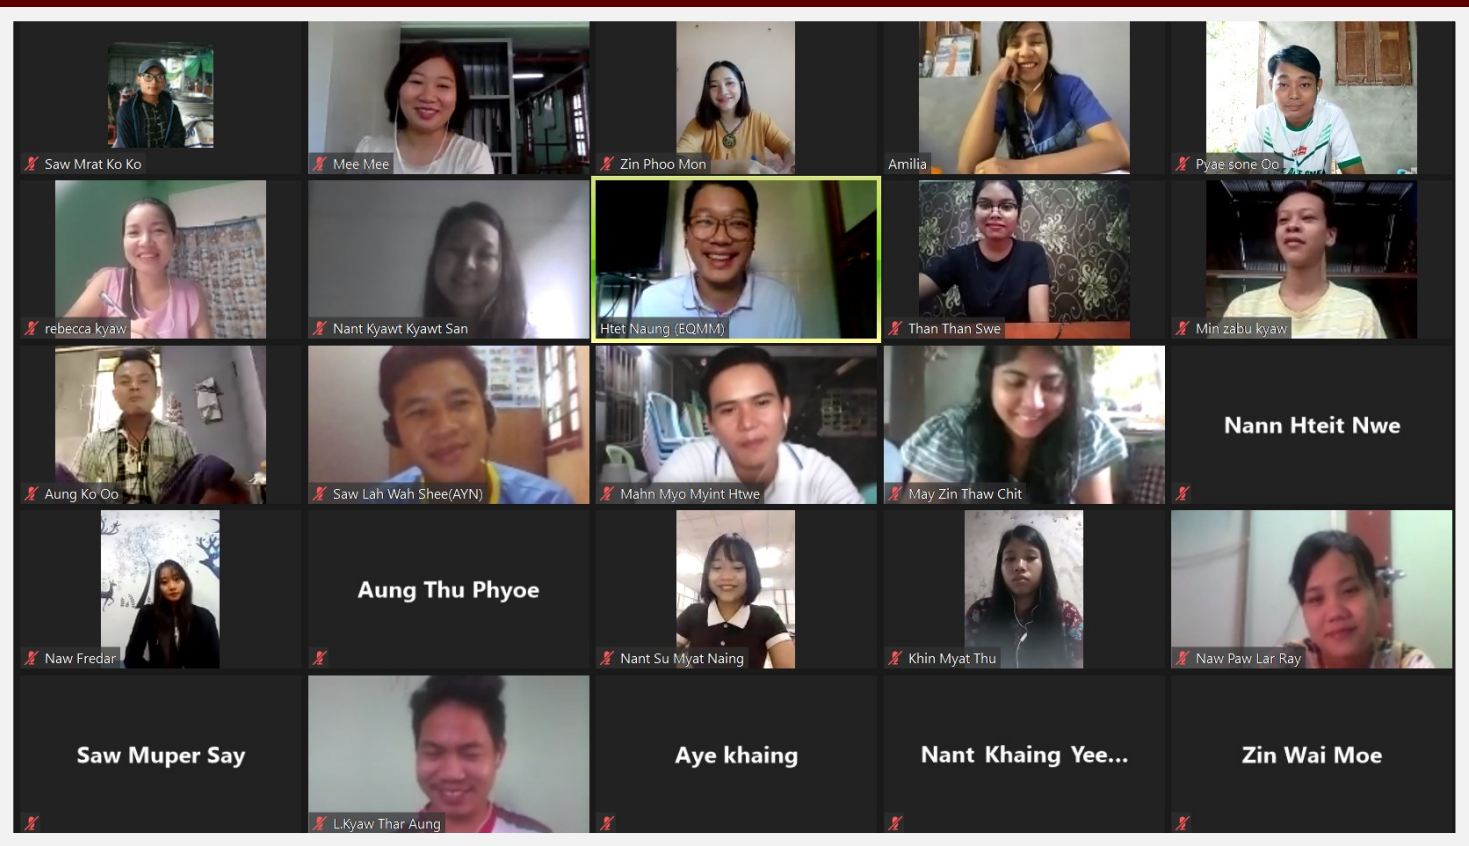 Saw Mrat Ko Ko
Mee Mee
Zin Phoo Mon
Amilia
Pyae sone Oo
rebecca kyaw
Nant Kyawt Kyawt San
Htet Naung (EQMM)
Than Than Swe
Min zabu kyaw
Aung Ko Oo
Saw Lah Wah Shee(AYN)
Mahn Myo Myint Htwe
May Zin Thaw Chit
Nann Hteit Nwe
Naw Fredar
Aung Thu Phyoe
Nant Su Myat Naing
Khin Myat Thu
Naw Paw Lar Ray
Saw Muper Say
L.Kyaw Thar Aung
Aye khaing
Nant Khaing Yee...
Zin Wai Moe